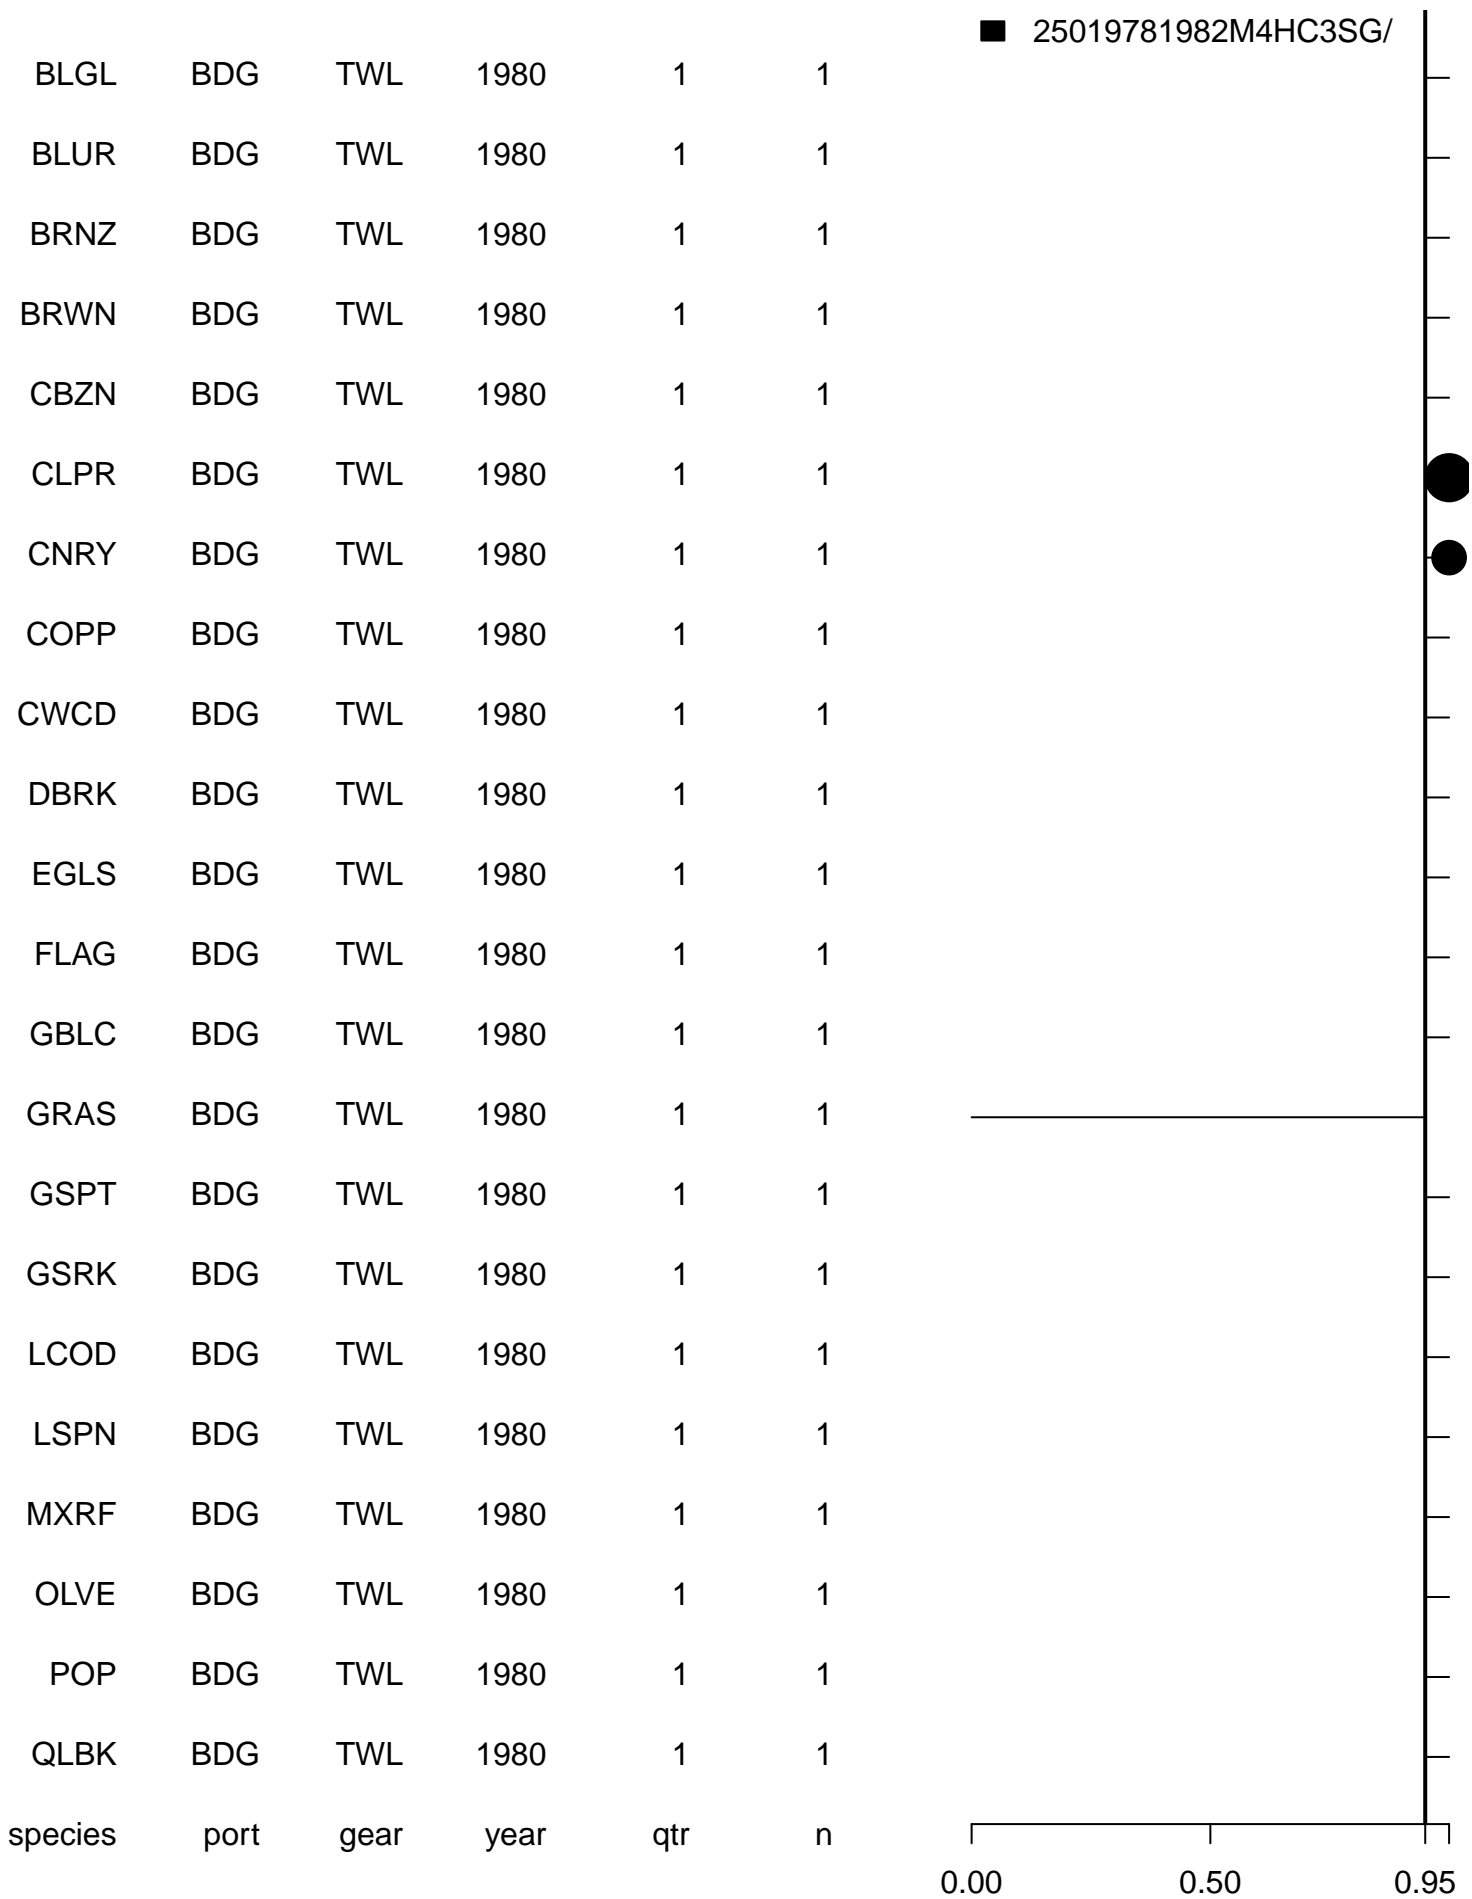 25019781982M4HC3SG/
BLGL BDG TWL 1980 1 1
BLUR BDG TWL 1980 1 1
BRNZ BDG TWL 1980 1 1
BRWN BDG TWL 1980 1 1
CBZN BDG TWL 1980 1 1
CLPR BDG TWL 1980 1 1
CNRY BDG TWL 1980 1 1
COPP BDG TWL 1980 1 1
CWCD BDG TWL 1980 1 1
DBRK BDG TWL 1980 1 1
EGLS BDG TWL 1980 1 1
FLAG BDG TWL 1980 1 1
GBLC BDG TWL 1980 1 1
GRAS BDG TWL 1980 1 1
GSPT BDG TWL 1980 1 1
GSRK BDG TWL 1980 1 1
LCOD BDG TWL 1980 1 1
LSPN BDG TWL 1980 1 1
MXRF BDG TWL 1980 1 1
OLVE BDG TWL 1980 1 1
POP BDG TWL 1980 1 1
QLBK BDG TWL 1980 1 1
species port gear year qtr n
0.00 0.50 0.95